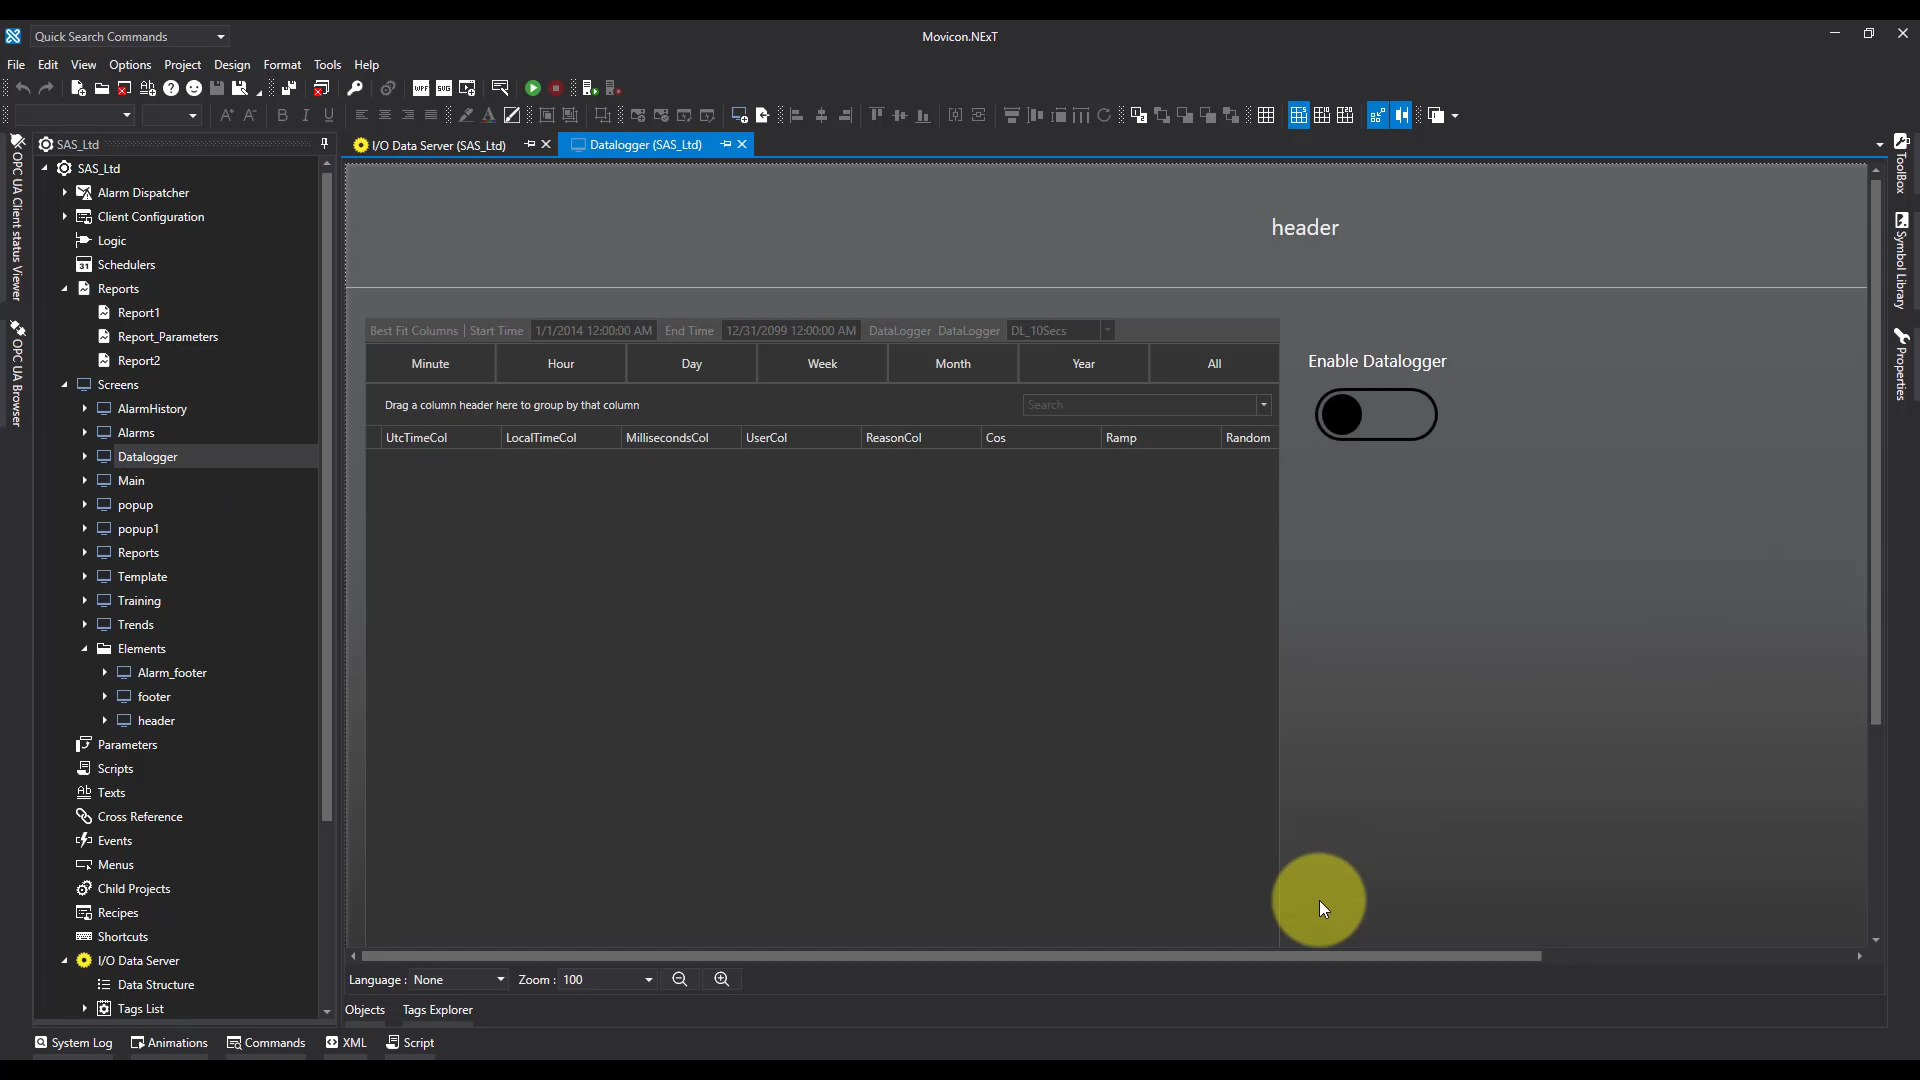 Quick Search Commands
Movicon.NExT
File Edit View Options Project Design Format Tools Help
SAS_Ltd
I/O Data Server (SAS_Ltd)
Datalogger (SAS_Ltd)
OPC UA Client status Viewer
OPC UA Browser
SAS_Ltd
Alarm Dispatcher
Client Configuration
Logic
Schedulers
Reports
Report1
Report_Parameters
Report2
Screens
AlarmHistory
Alarms
Datalogger
Main
popup
popup1
Reports
Template
Training
Trends
Elements
Alarm_footer
footer
header
Parameters
Scripts
Texts
Cross Reference
Events
Menus
Child Projects
Recipes
Shortcuts
I/O Data Server
Data Structure
Tags List
header
Best Fit Columns Start Time 1/1/2014 12:00:00 AM End Time 12/31/2099 12:00:00 AM DataLogger DataLogger DL_10Secs
Minute Hour Day Week Month Year All
Drag a column header here to group by that column
Search
UtcTimeCol LocalTimeCol MillisecondsCol UserCol ReasonCol Cos Ramp Random
Enable Datalogger
ToolBox
Symbol Library
Properties
Language : None Zoom : 100
Objects Tags Explorer
System Log Animations Commands XML Script